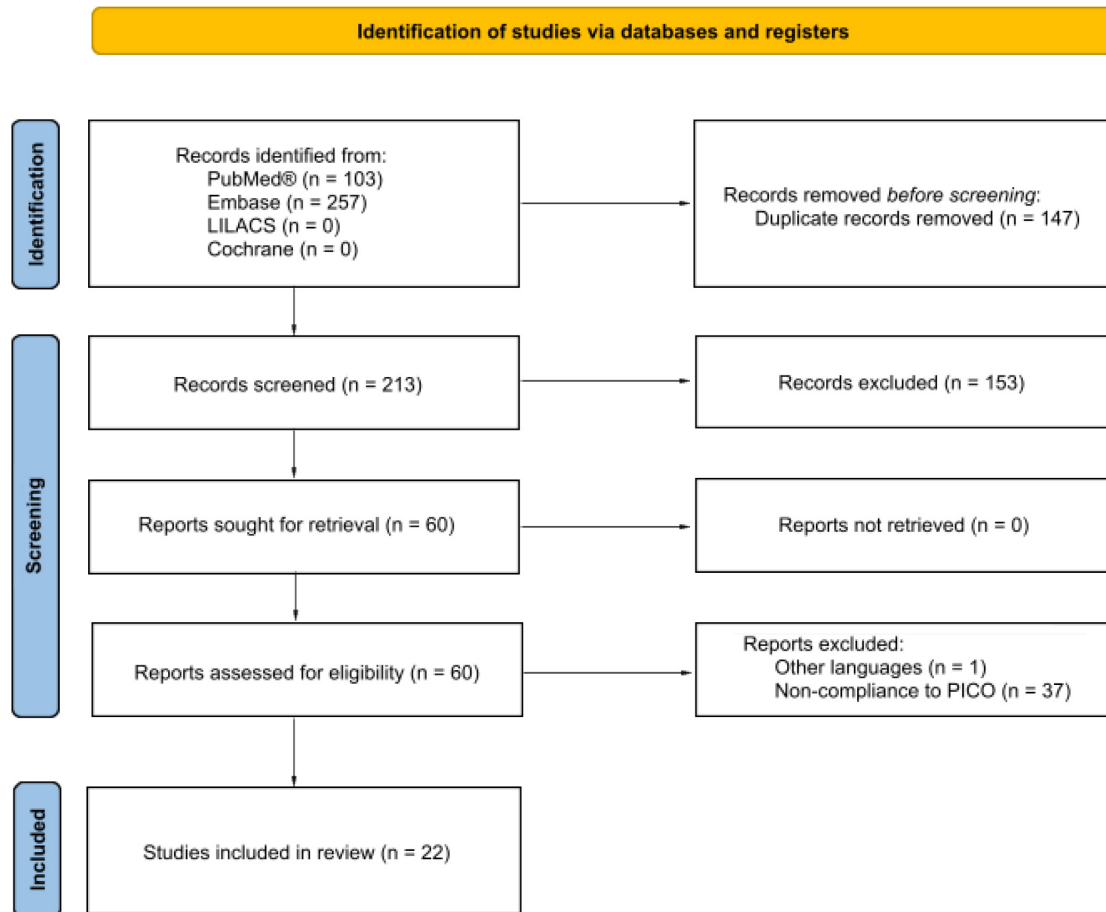 Identification of studies via databases and registers
Identification
Records identified from:
PubMed® (n = 103)
Embase (n = 257)
LILACS (n = 0)
Cochrane (n = 0)
Records removed before screening:
Duplicate records removed (n = 147)
Screening
Records screened (n = 213)
Records excluded (n = 153)
Reports sought for retrieval (n = 60)
Reports not retrieved (n = 0)
Reports assessed for eligibility (n = 60)
Reports excluded:
Other languages (n = 1)
Non-compliance to PICO (n = 37)
Included
Studies included in review (n = 22)